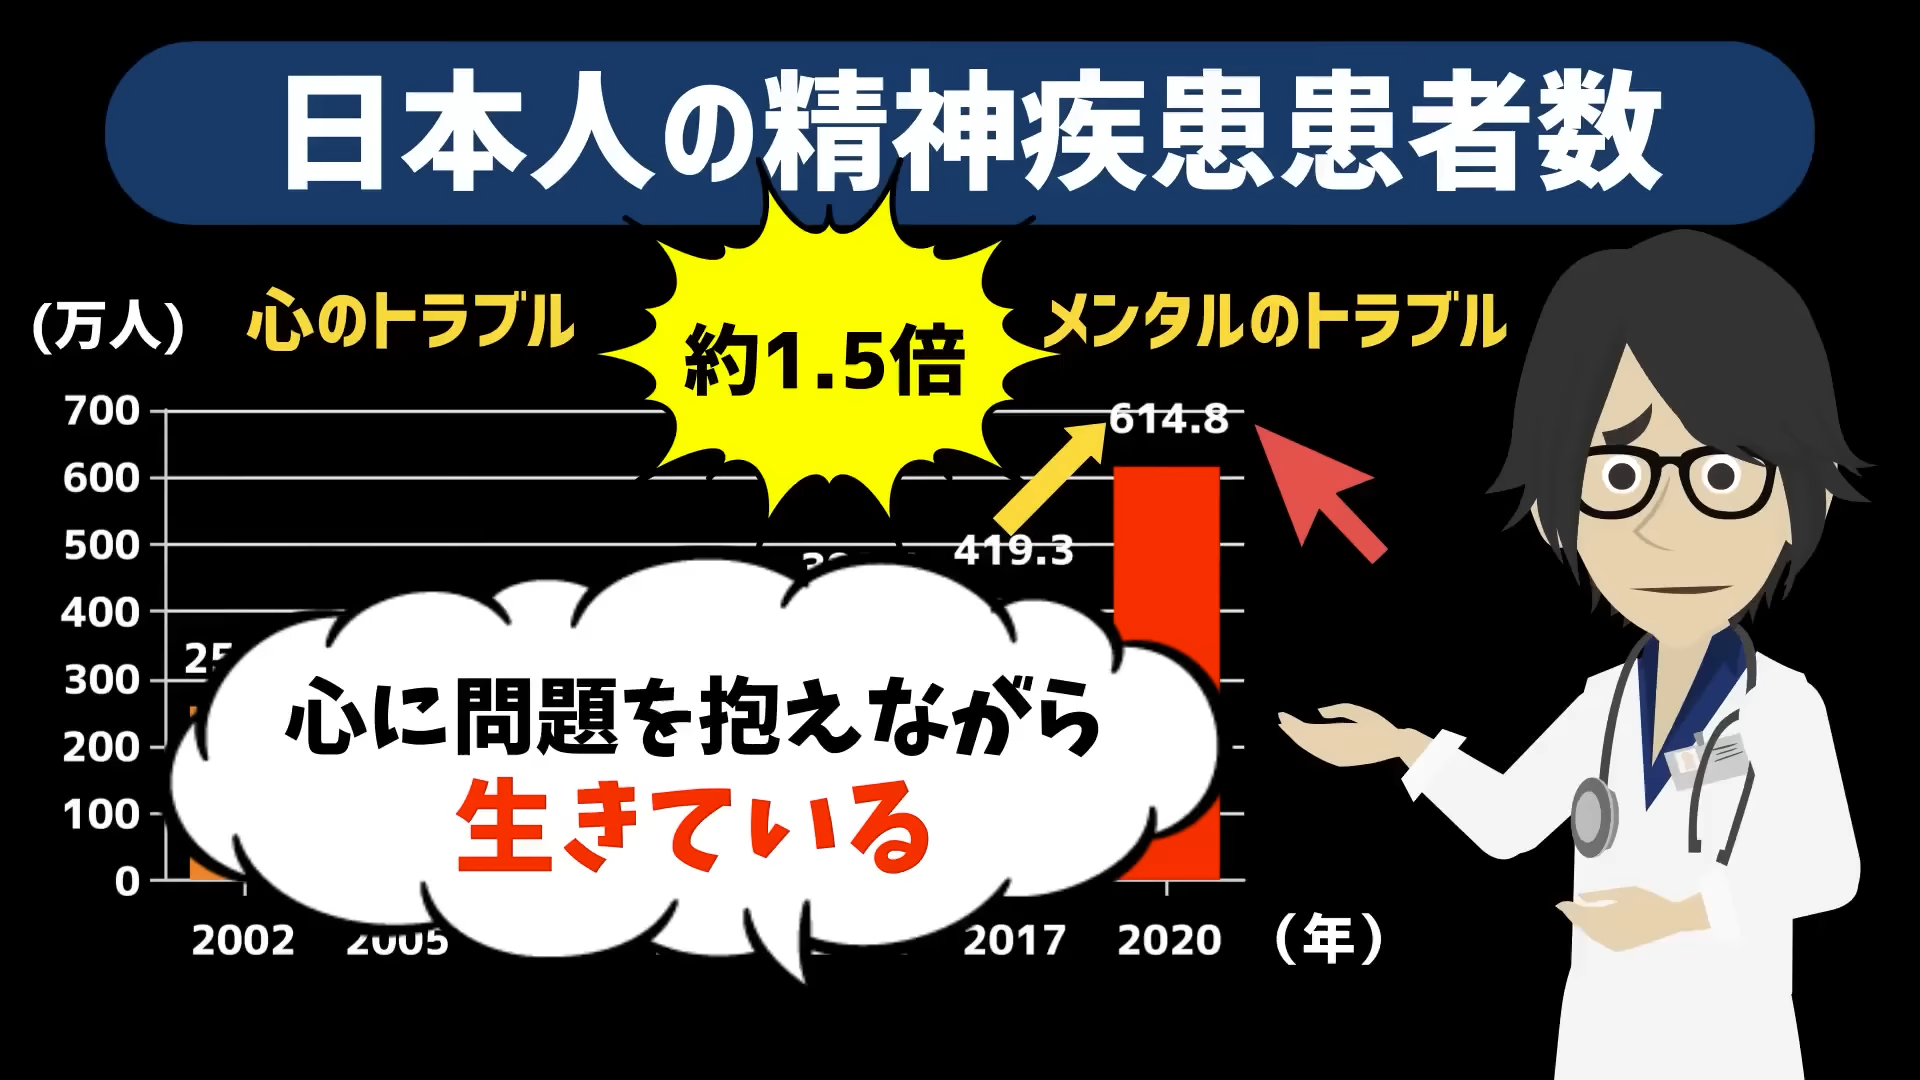 日本人の精神疾患患者数
(万人)
心のトラブル
約1.5倍
メンタルのトラブル
700
600
500
400
300
200
100
0
614.8
419.3
心に問題を抱えながら
生きている
2002
2005
2017
2020
(年)